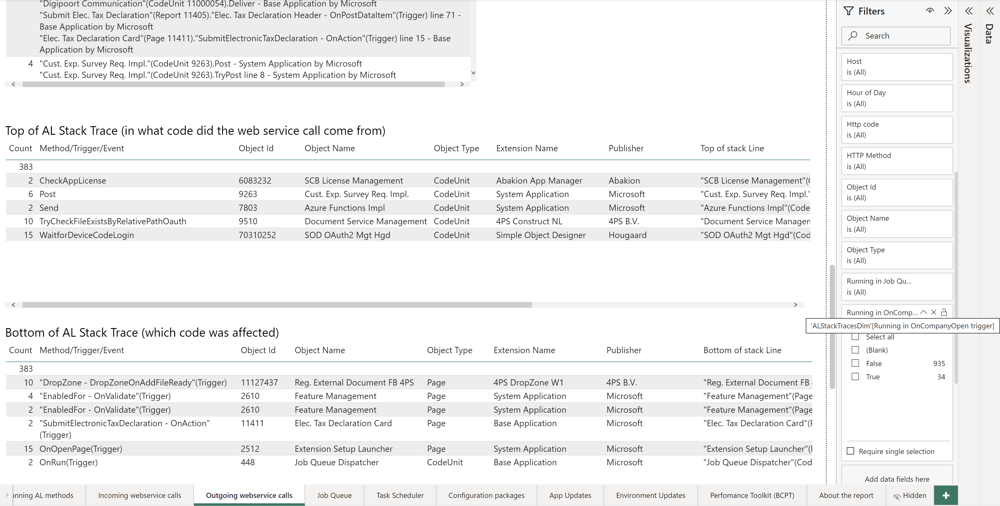 "Digipoort Communication"(CodeUnit 11000054).Deliver - Base Application by Microsoft
"Submit Elec. Tax Declaration"(Report 11405)."Elec. Tax Declaration Header - OnPostDataItem"(Trigger) line 71 -
Base Application by Microsoft
"Elec. Tax Declaration Card"(Page 11411)."SubmitElectronicTaxDeclaration - OnAction"(Trigger) line 15 - Base
Application by Microsoft
4 "Cust. Exp. Survey Req. Impl."(CodeUnit 9263).Post - System Application by Microsoft
"Cust. Exp. Survey Req. Impl."(CodeUnit 9263).TryPost line 8 - System Application by Microsoft
Top of AL Stack Trace (in what code did the web service call come from)
Count Method/Trigger/Event Object Id Object Name Object Type Extension Name Publisher Top of stack Line
383
2 CheckAppLicense 6083232 SCB License Management CodeUnit Abakion App Manager Abakion "SCB License Management"(
6 Post 9263 Cust. Exp. Survey Req. Impl. CodeUnit System Application Microsoft "Cust. Exp. Survey Req. Impl."
2 Send 7803 Azure Functions Impl CodeUnit System Application Microsoft "Azure Functions Impl"(Code
10 TryCheckFileExistsByRelativePathOauth 9510 Document Service Management CodeUnit 4PS Construct NL 4PS B.V. "Document Service Managem
15 WaitforDeviceCodeLogin 70310252 SOD OAuth2 Mgt Hgd CodeUnit Simple Object Designer Hougaard "SOD OAuth2 Mgt Hgd"(Cod
Bottom of AL Stack Trace (which code was affected)
Count Method/Trigger/Event Object Id Object Name Object Type Extension Name Publisher Bottom of stack Line
383
10 "DropZone - DropZoneOnAddFileReady"(Trigger) 11127437 Reg. External Document FB 4PS Page 4PS DropZone W1 4PS B.V. "Reg. External Document FB
4 "EnabledFor - OnValidate"(Trigger) 2610 Feature Management Page System Application Microsoft "Feature Management"(Page
2 "EnabledFor - OnValidate"(Trigger) 2610 Feature Management Page System Application Microsoft "Feature Management"(Page
2 "SubmitElectronicTaxDeclaration - OnAction" 11411 Elec. Tax Declaration Card Page Base Application Microsoft "Elec. Tax Declaration Card"(
(Trigger)
15 OnOpenPage(Trigger) 2512 Extension Setup Launcher Page System Application Microsoft "Extension Setup Launcher"(
2 OnRun(Trigger) 448 Job Queue Dispatcher CodeUnit Base Application Microsoft "Job Queue Dispatcher"(Cod
Filters
Search
Host
is (All)
Hour of Day
is (All)
Http code
is (All)
HTTP Method
is (All)
Object Id
is (All)
Object Name
is (All)
Object Type
is (All)
Running in Job Qu...
is (All)
Running in OnComp...
'ALStackTracesDim'[Running in OnCompanyOpen trigger]
Select all
(Blank)
False 935
True 34
Require single selection
Add data fields here
Visualizations
Data
unning AL methods Incoming webservice calls Outgoing webservice calls Job Queue Task Scheduler Configuration packages App Updates Environment Updates Perfomance Toolkit (BCPT) About the report Hidden